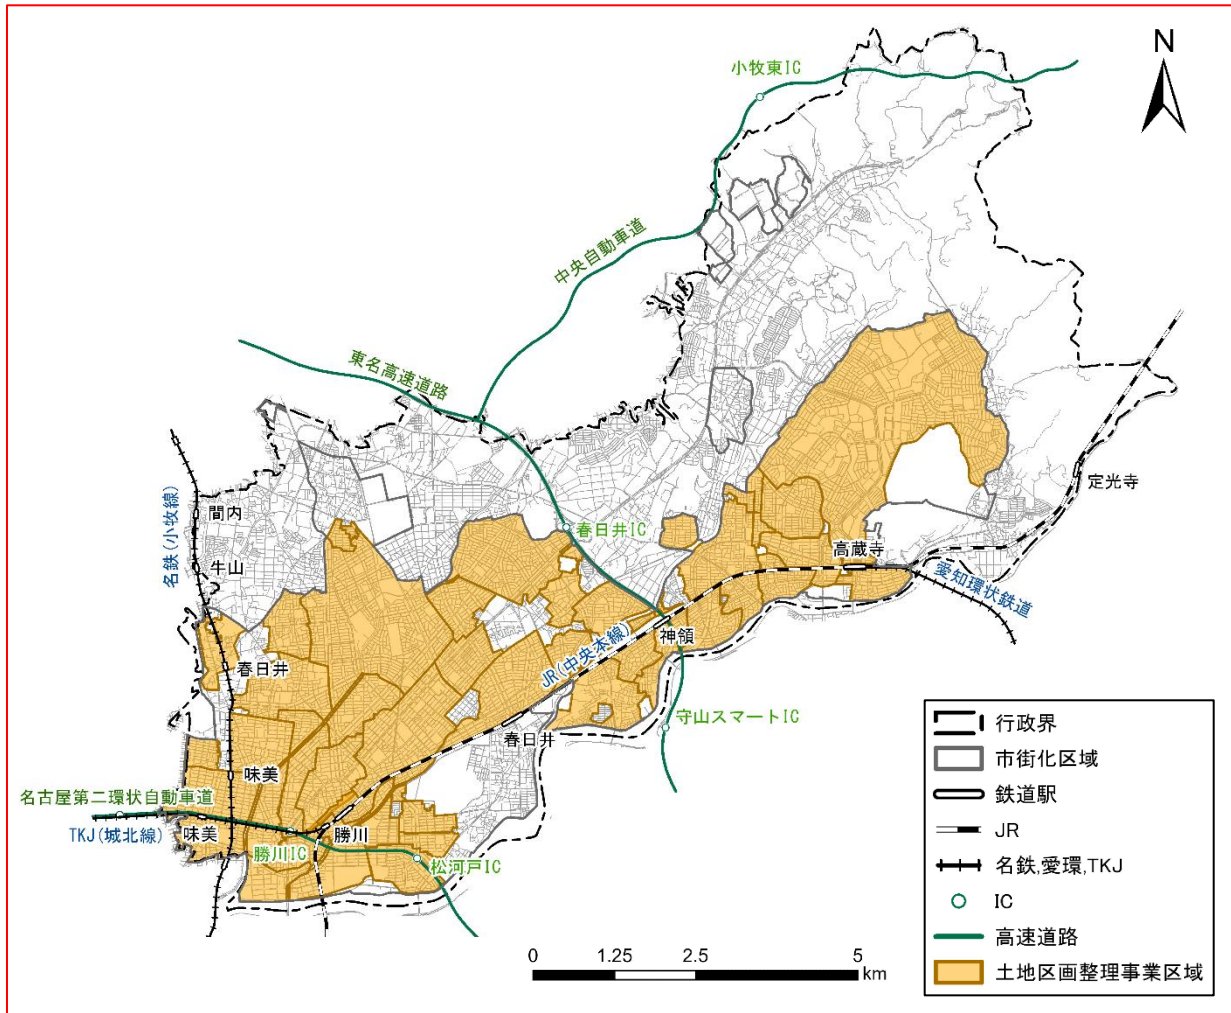 N
小牧東IC
中央自動車道
東名高速道路
名鉄(小牧線)
間内
牛山
春日井IC
定光寺
高蔵寺
愛知環状鉄道
神領
JR(中央本線)
春日井
守山スマートIC
春日井
味美
名古屋第二環状自動車道
TKJ(城北線)
味美
勝川
勝川IC
松河戸IC
行政界
市街化区域
鉄道駅
JR
名鉄,愛環,TKJ
IC
高速道路
土地区画整理事業区域
0 1.25 2.5 5
km